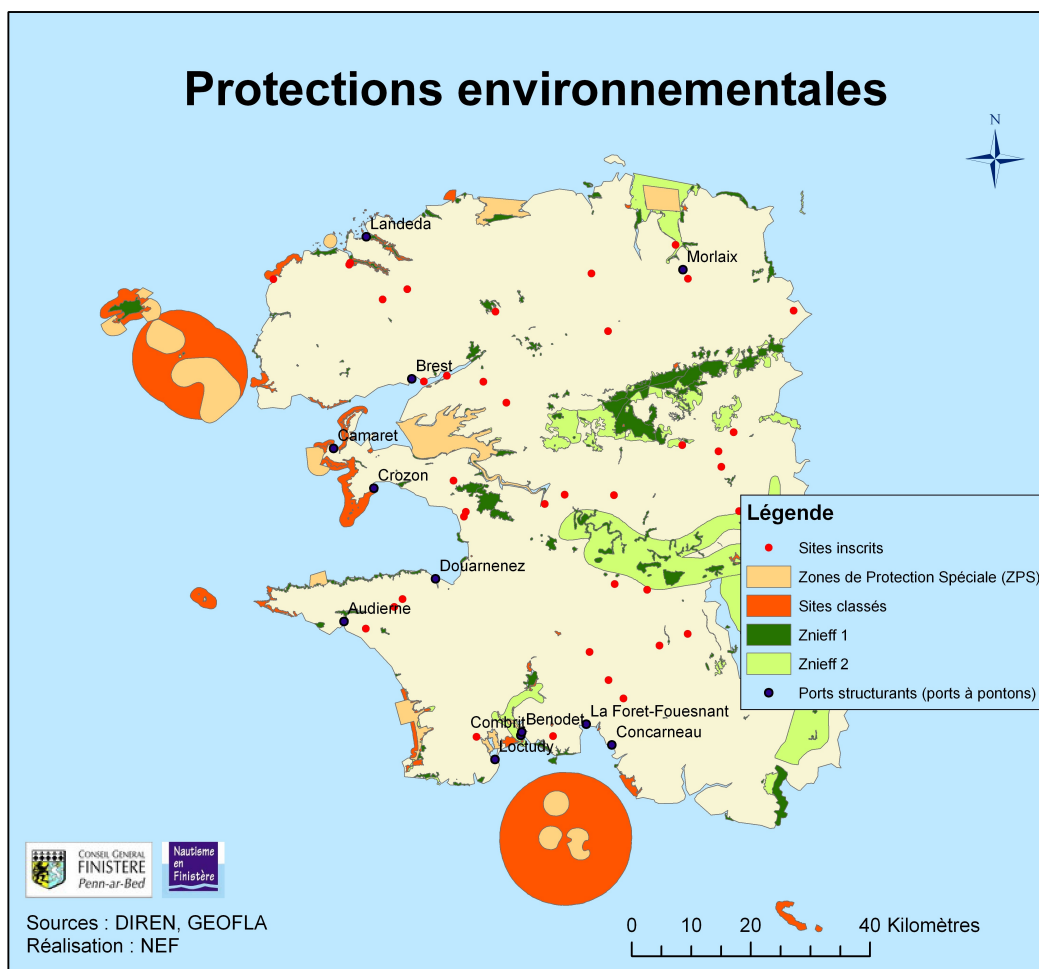 Protections environnementales
N
Landeda
Morlaix
Brest
Camaret
Crozon
Douarnenez
Audierne
La Foret-Fouesnant
Combrit
Benodet
Concarneau
Loctudy
Légende
Sites inscrits
Zones de Protection Spéciale (ZPS)
Sites classés
Znieff 1
Znieff 2
Ports structurants (ports à pontons)
CONSEIL GENERAL
FINISTERE
Penn-ar-Bed
Nautisme
en
Finistère
Sources : DIREN, GEOFLA
Réalisation : NEF
0 10 20 40 Kilomètres